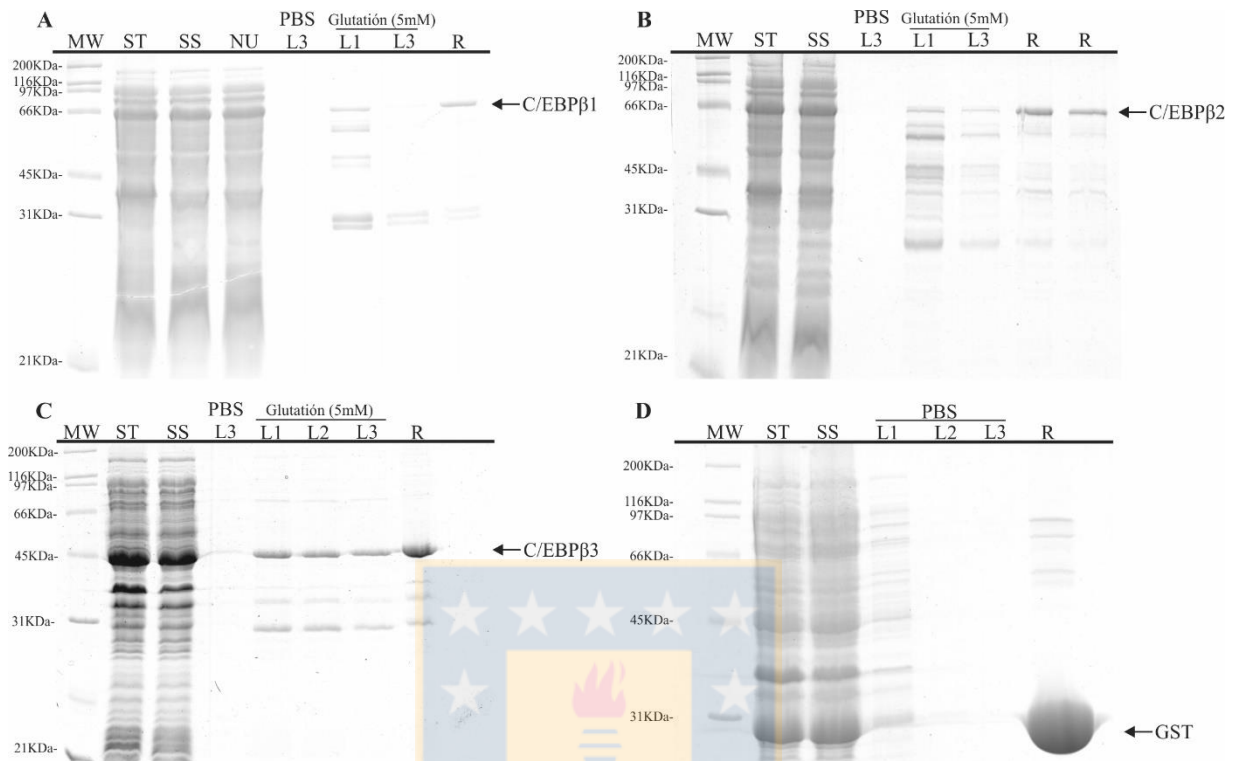 A
PBS
Glutatión (5mM)
MW ST SS NU L3 L1 L3 R
200KDa-
116KDa-
97KDa-
66KDa-
45KDa-
31KDa-
21KDa-
C/EBPβ1
B
PBS
Glutatión (5mM)
MW ST SS L3 L1 L3 R R
200KDa-
116KDa-
97KDa-
66KDa-
45KDa-
31KDa-
21KDa-
C/EBPβ2
C
PBS
Glutatión (5mM)
MW ST SS L3 L1 L2 L3 R
200KDa-
116KDa-
97KDa-
66KDa-
45KDa-
31KDa-
21KDa-
C/EBPβ3
D
PBS
MW ST SS L1 L2 L3 R
200KDa-
116KDa-
97KDa-
66KDa-
45KDa-
31KDa-
GST